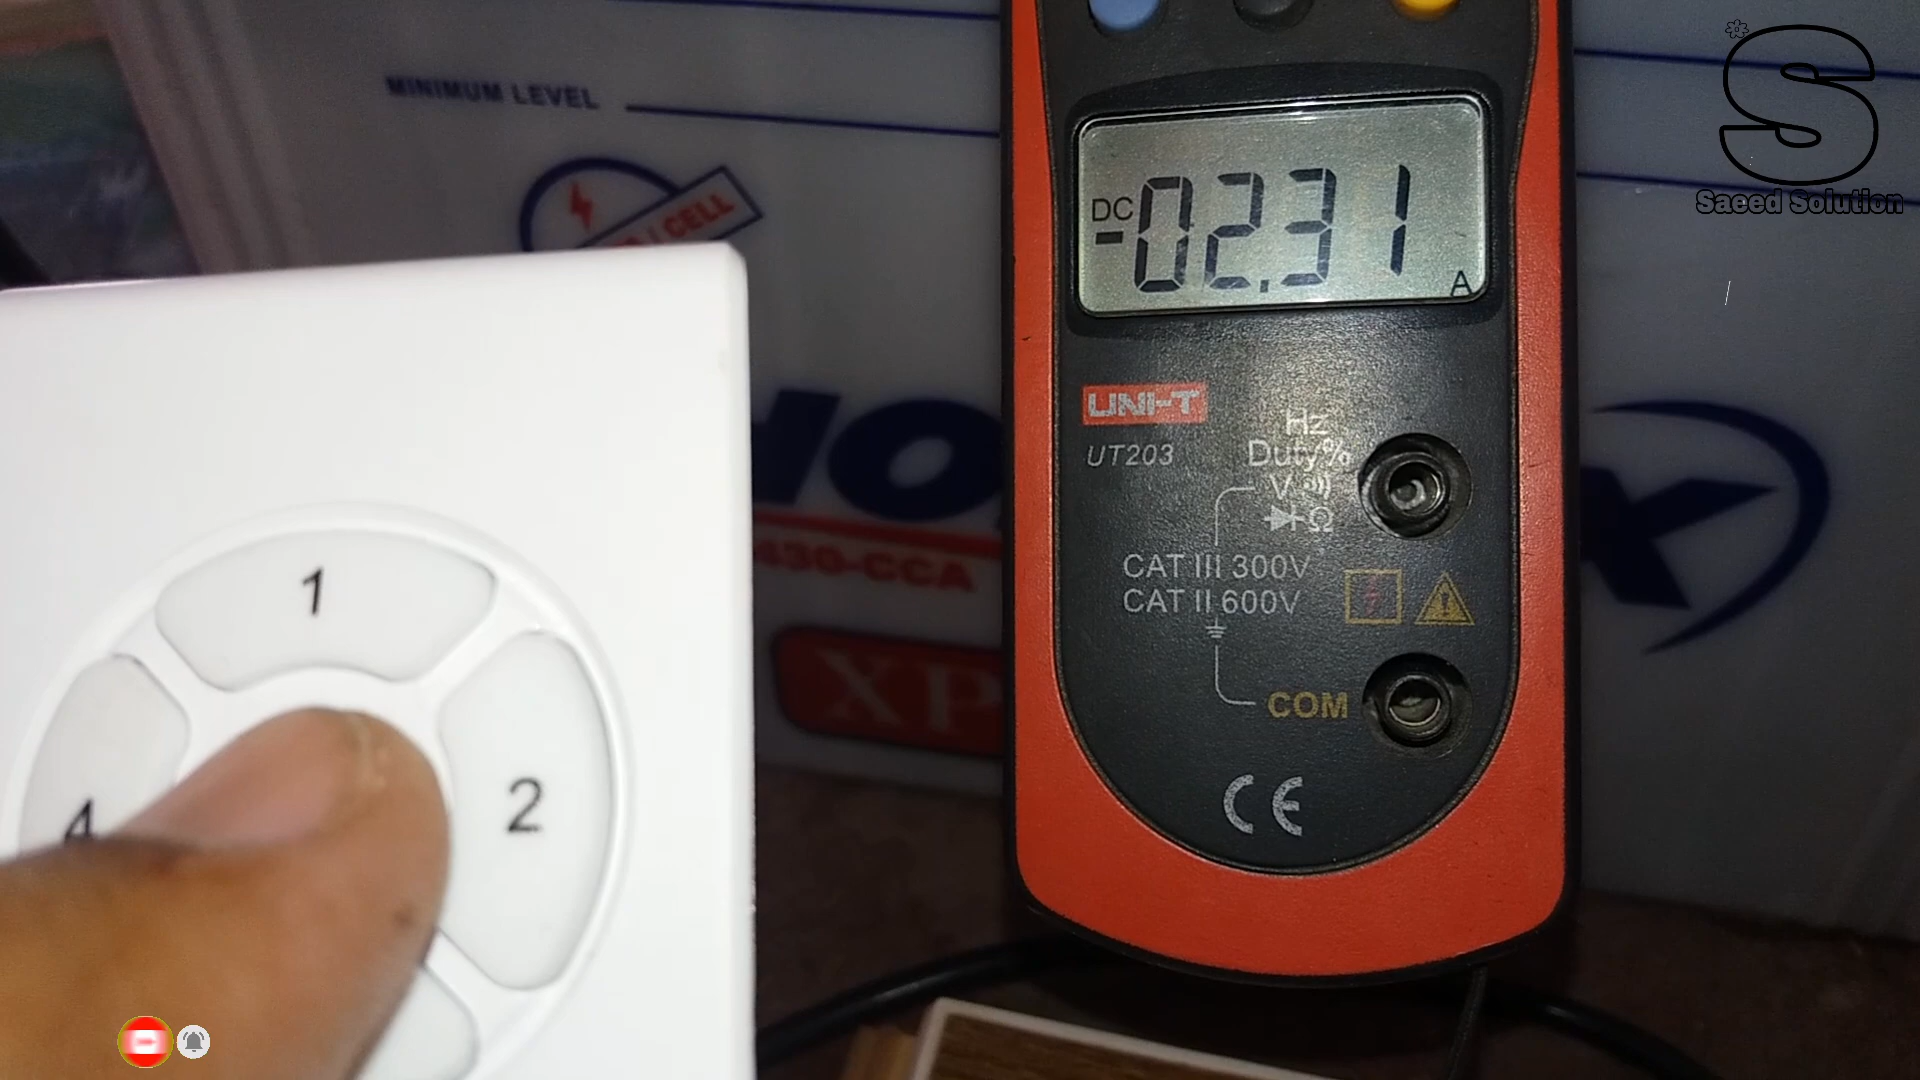 MINIMUM LEVEL
/ CELL
S
Saeed Solution
DC
-02.31
A
UNI-T
UT203
Hz
Duty%
V
Ω
CAT III 300V
CAT II 600V
COM
CE
430-CCA
XP
1
2
4